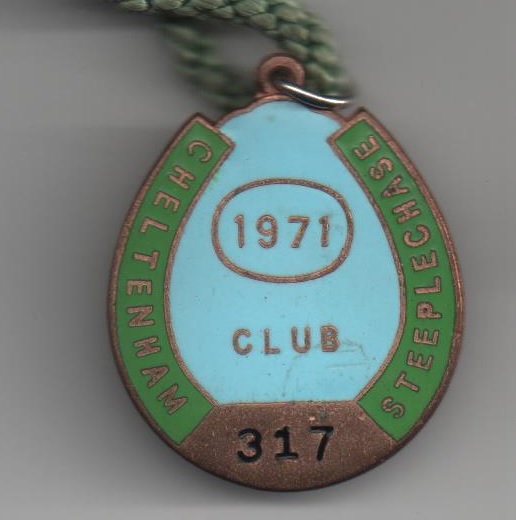 CHELTENHAM
STEEPLECHASE
1971
CLUB
317